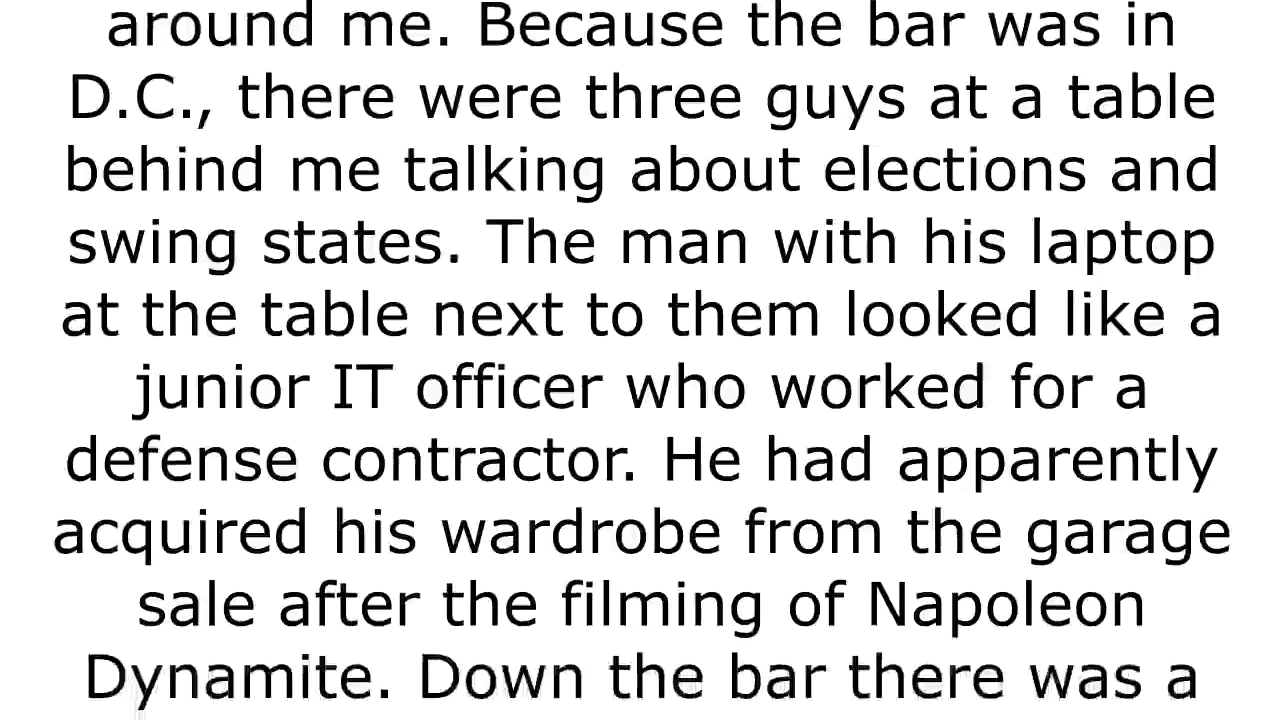 around me. Because the bar was in
D.C., there were three guys at a table
behind me talking about elections and
swing states. The man with his laptop
at the table next to them looked like a
junior IT officer who worked for a
defense contractor. He had apparently
acquired his wardrobe from the garage
sale after the filming of Napoleon
Dynamite. Down the bar there was a